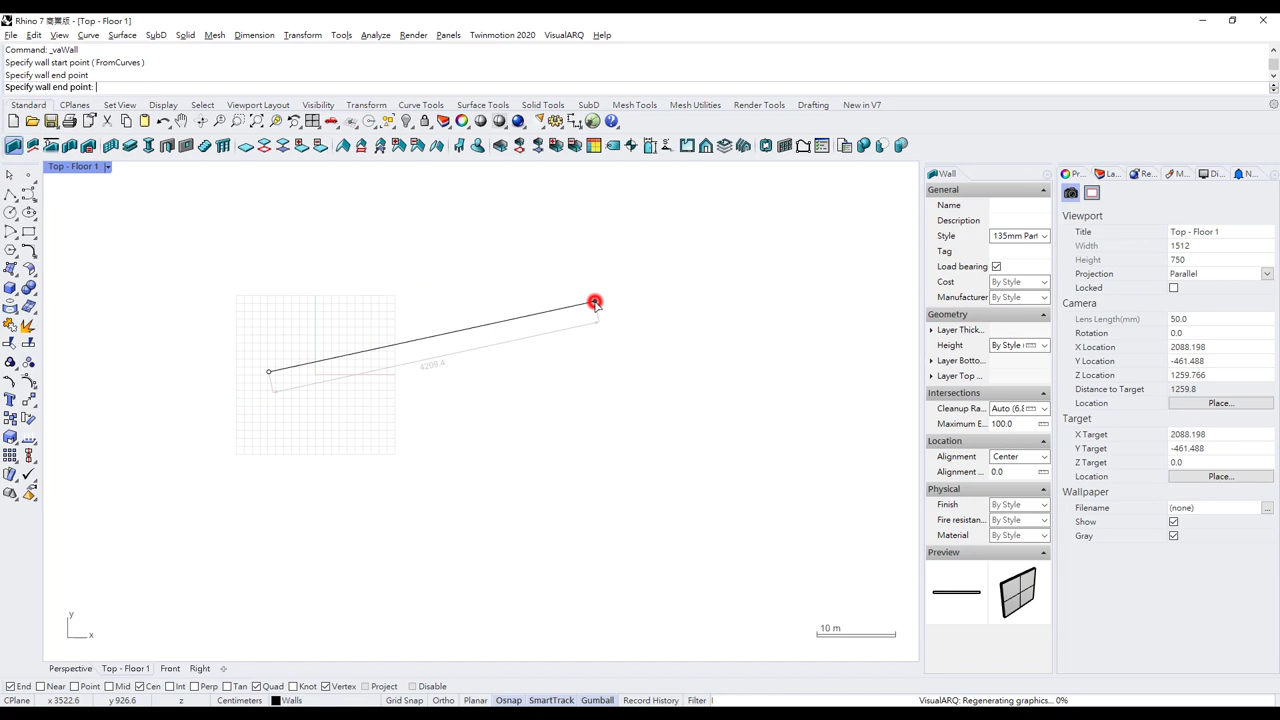 Rhino 7 商業版 - [Top - Floor 1]
File Edit View Curve Surface SubD Solid Mesh Dimension Transform Tools Analyze Render Panels Twinmotion 2020 VisualARQ Help
Command: _vaWall
Specify wall start point ( FromCurves )
Specify wall end point
Specify wall end point:
Standard CPlanes Set View Display Select Viewport Layout Visibility Transform Curve Tools Surface Tools Solid Tools SubD Mesh Tools Mesh Utilities Render Tools Drafting New in V7
Top - Floor 1
4209.4
y
x
10 m
Wall
General
Name
Description
Style 135mm Part
Tag
Load bearing
Cost By Style
Manufacturer By Style
Geometry
Layer Thick...
Height By Style
Layer Botto...
Layer Top ...
Intersections
Cleanup Ra... Auto (6.8
Maximum E... 100.0
Location
Alignment Center
Alignment ... 0.0
Physical
Finish By Style
Fire resistan... By Style
Material By Style
Preview
Pr... La... Re... M... Di... N...
Viewport
Title Top - Floor 1
Width 1512
Height 750
Projection Parallel
Locked
Camera
Lens Length(mm) 50.0
Rotation 0.0
X Location 2088.198
Y Location -461.488
Z Location 1259.766
Distance to Target 1259.8
Location Place...
Target
X Target 2088.198
Y Target -461.488
Z Target 0.0
Location Place...
Wallpaper
Filename (none) ...
Show
Gray
Perspective Top - Floor 1 Front Right
End Near Point Mid Cen Int Perp Tan Quad Knot Vertex Project Disable
CPlane x 3522.6 y 926.6 z Centimeters Walls Grid Snap Ortho Planar Osnap SmartTrack Gumball Record History Filter VisualARQ: Regenerating graphics... 0%